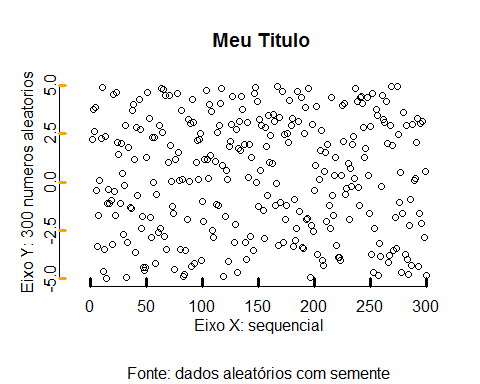 Meu Titulo
Eixo Y: 300 numeros aleatorios
5.0
2.5
0.0
-2.5
-5.0
0 50 100 150 200 250 300
Eixo X: sequencial
Fonte: dados aleatórios com semente